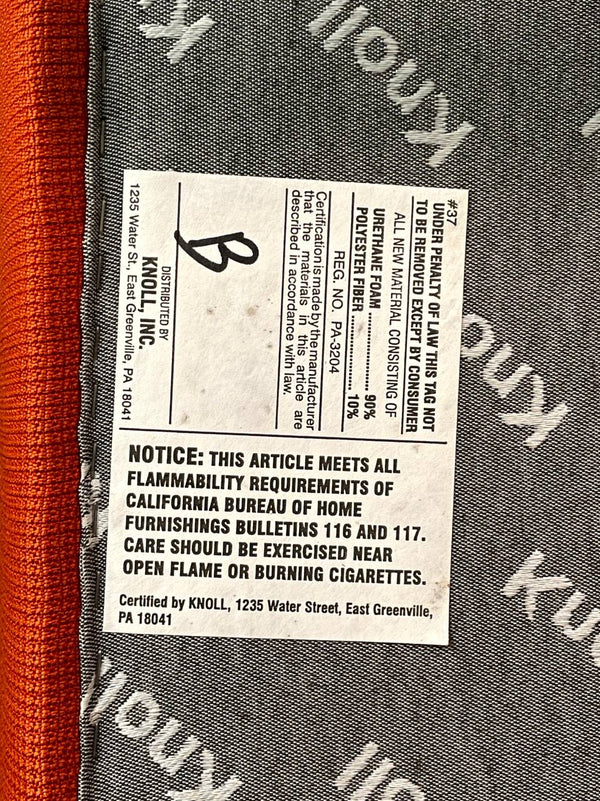 Knoll
Knoll
#37
UNDER PENALTY OF LAW THIS TAG NOT
TO BE REMOVED EXCEPT BY CONSUMER
ALL NEW MATERIAL CONSISTING OF
URETHANE FOAM .................. 90%
POLYESTER FIBER ................. 10%
REG. NO. PA-3204
Certification is made by the manufacturer
that the materials in this article are
described in accordance with law.
B
DISTRIBUTED BY
KNOLL, INC.
1235 Water St., East Greenville, PA 18041
NOTICE: THIS ARTICLE MEETS ALL
FLAMMABILITY REQUIREMENTS OF
CALIFORNIA BUREAU OF HOME
FURNISHINGS BULLETINS 116 AND 117.
CARE SHOULD BE EXERCISED NEAR
OPEN FLAME OR BURNING CIGARETTES.
Certified by KNOLL, 1235 Water Street, East Greenville,
PA 18041
Knoll